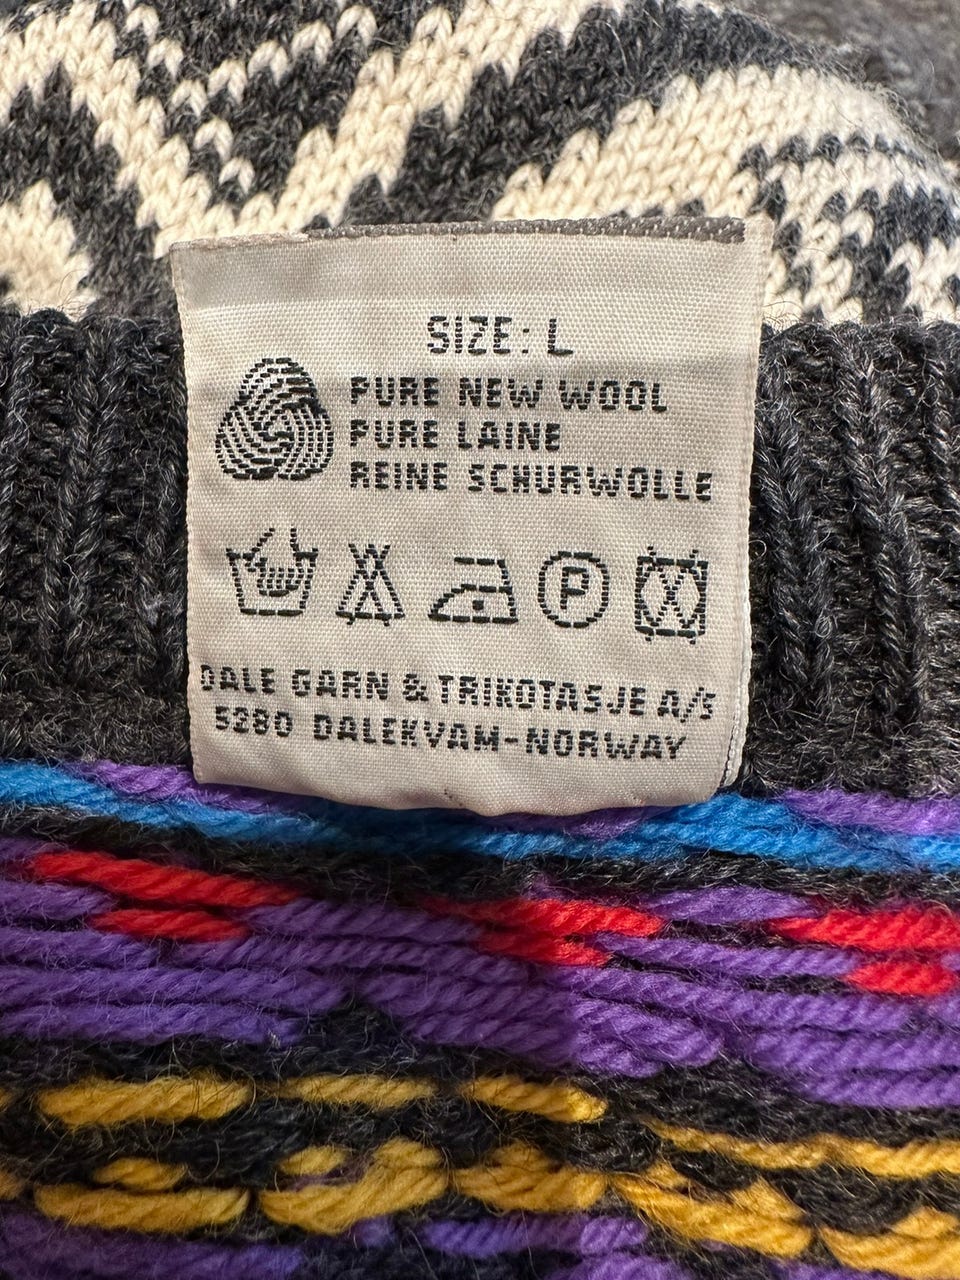 SIZE: L
PURE NEW WOOL
PURE LAINE
REINE SCHURWOLLE
P
DALE GARN & TRIKOTASJE A/S
5280 DALEKVAM-NORWAY